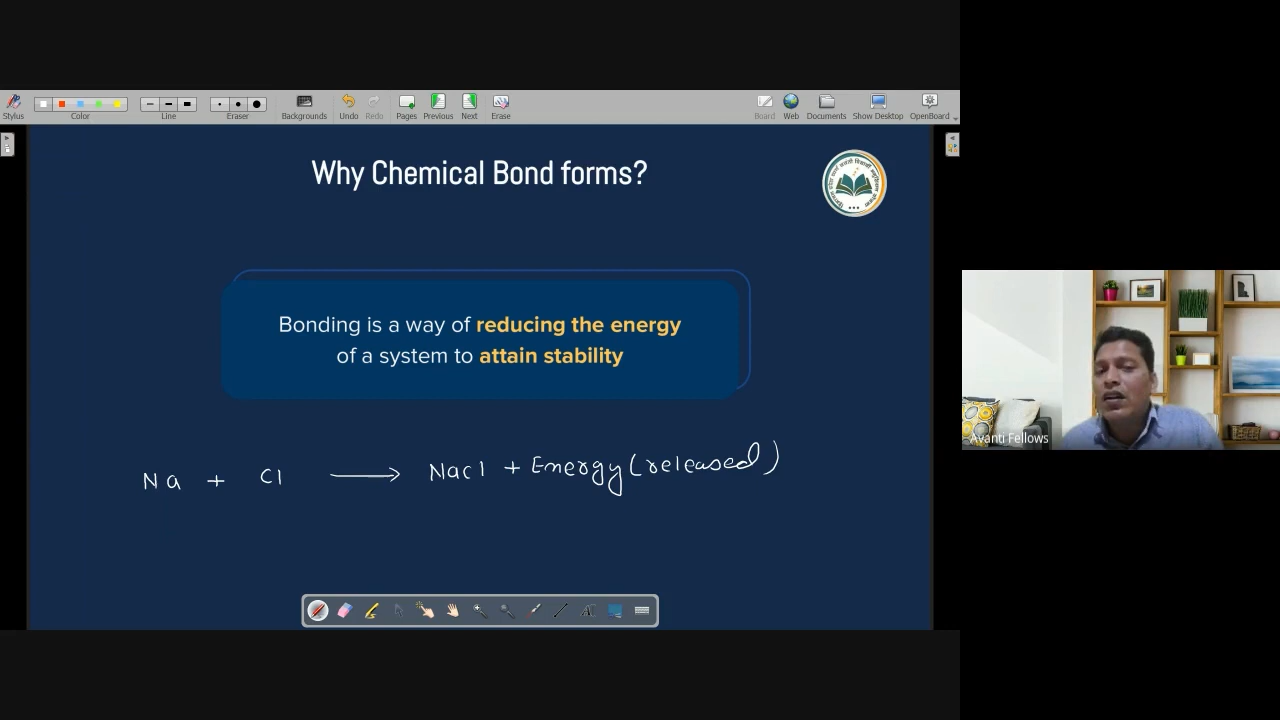 Stylus
Color
Line
Eraser
Backgrounds
Undo
Redo
Pages
Previous
Next
Erase
Board
Web
Documents
Show Desktop
OpenBoard
Why Chemical Bond forms?
Bonding is a way of reducing the energy
of a system to attain stability
Na + Cl ⟶ NaCl + Energy (released)
Avanti Fellows